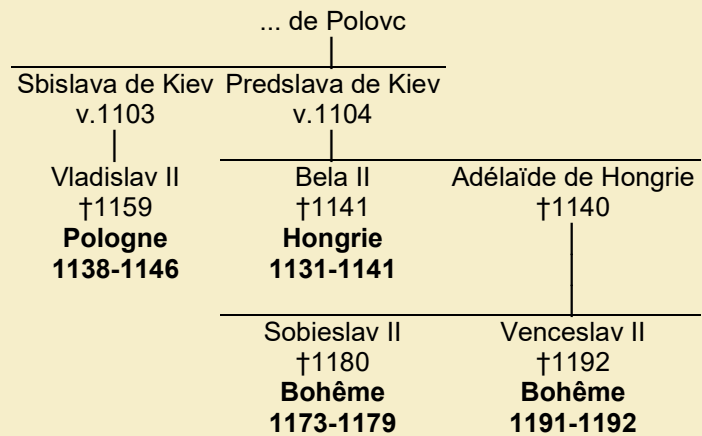 ... de Polovc
Sbislava de Kiev Predslava de Kiev
v.1103 v.1104
Vladislav II Bela II Adélaïde de Hongrie
†1159 †1141 †1140
Pologne Hongrie
1138-1146 1131-1141
Sobieslav II Venceslav II
†1180 †1192
Bohême Bohême
1173-1179 1191-1192